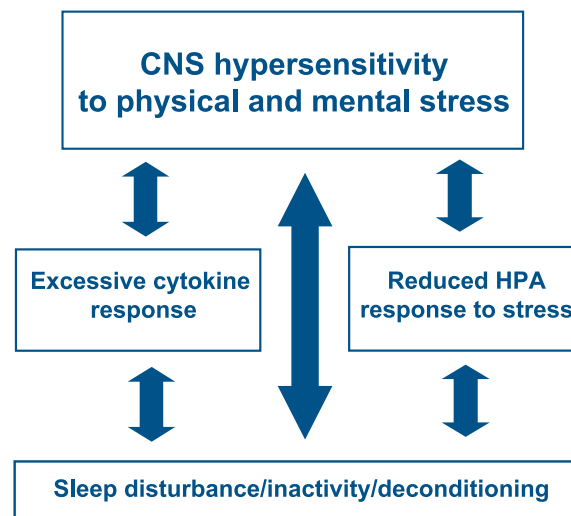 CNS hypersensitivity
to physical and mental stress
Excessive cytokine
response
Reduced HPA
response to stress
Sleep disturbance/inactivity/deconditioning